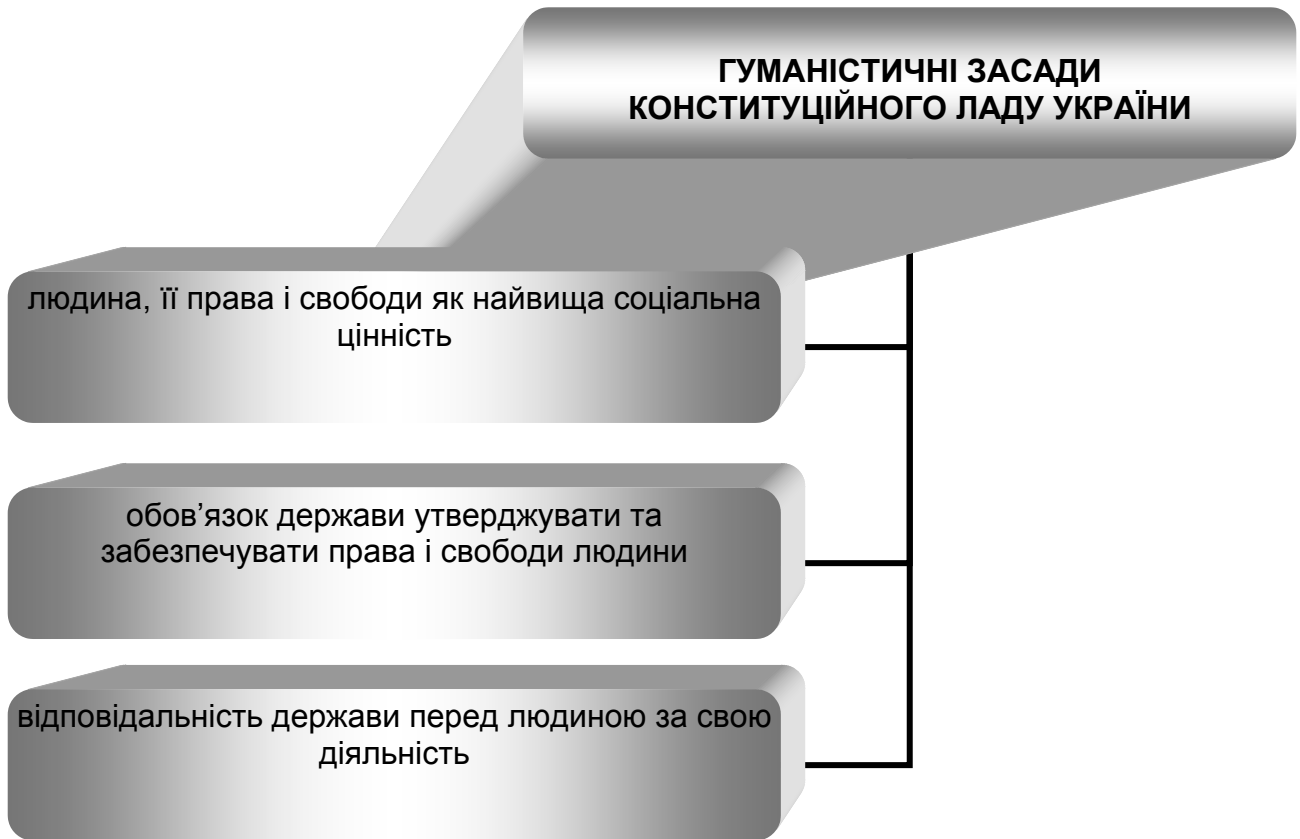 ГУМАНІСТИЧНІ ЗАСАДИ
КОНСТИТУЦІЙНОГО ЛАДУ УКРАЇНИ
людина, її права і свободи як найвища соціальна
цінність
обов’язок держави утверджувати та
забезпечувати права і свободи людини
відповідальність держави перед людиною за свою
діяльність